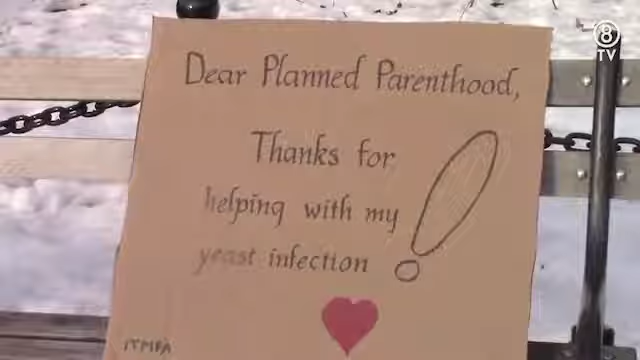 8
TV
Dear Planned Parenthood,
Thanks for
helping with my
yeast infection !
ITMFA